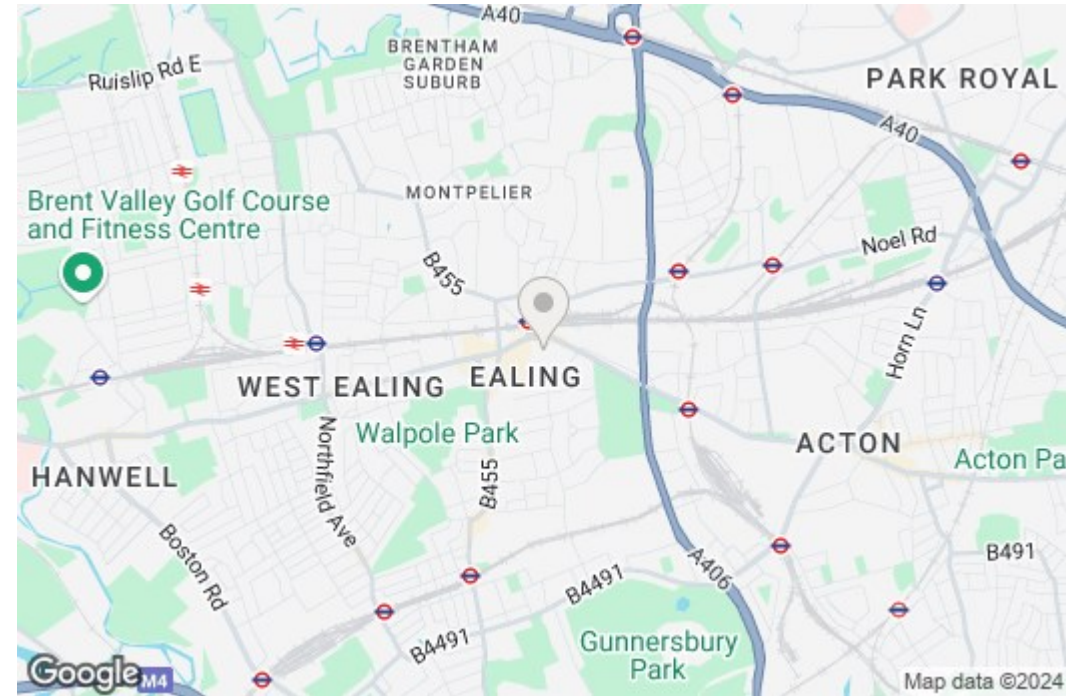 A40
BRENTHAM
GARDEN
SUBURB
Ruislip Rd E
PARK ROYAL
A40
Brent Valley Golf Course
and Fitness Centre
MONTPELIER
Noel Rd
B455
Horn Ln
WEST EALING
EALING
Walpole Park
ACTON
Acton Pa
HANWELL
Northfield Ave
B455
Boston Rd
B491
A406
B4491
B4491
Gunnersbury
Park
Google
M4
Map data ©2024